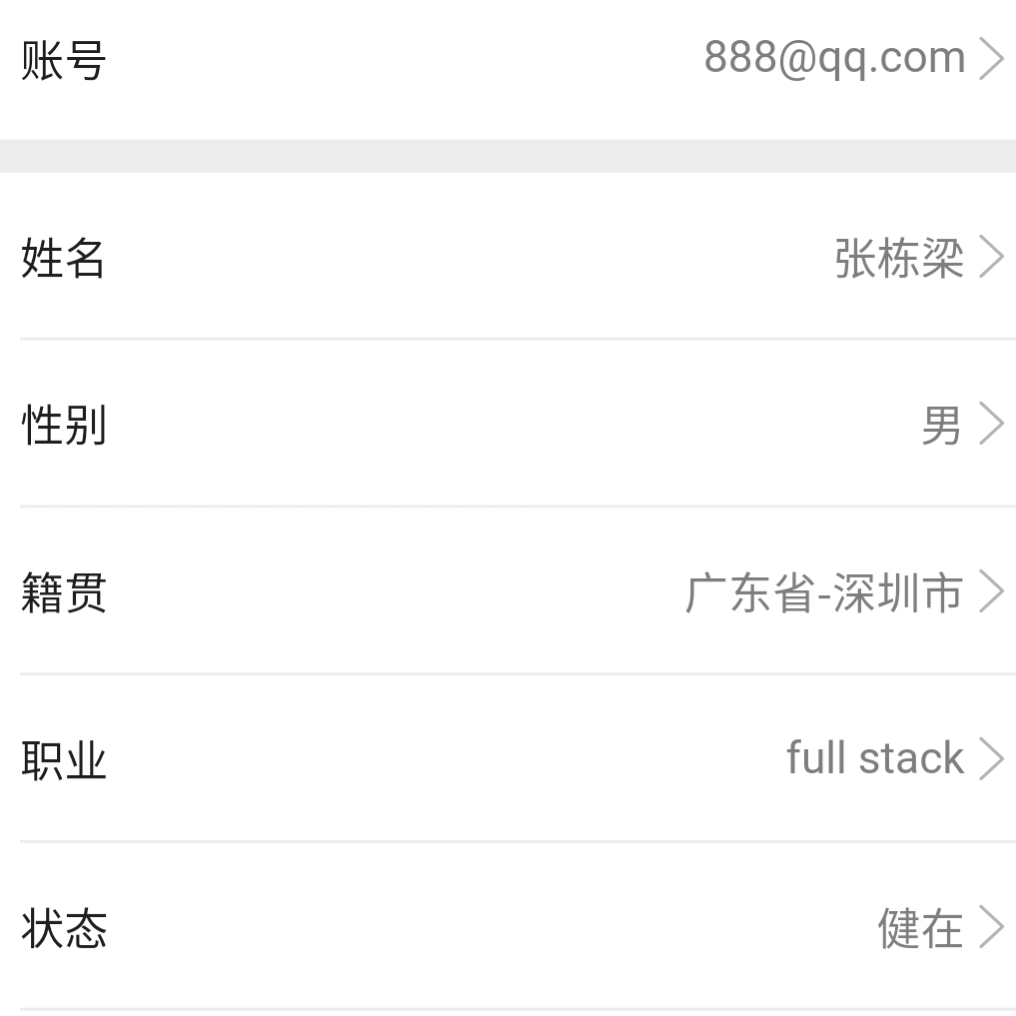 账号 888@qq.com
姓名 张栋梁
性别 男
籍贯 广东省-深圳市
职业 full stack
状态 健在